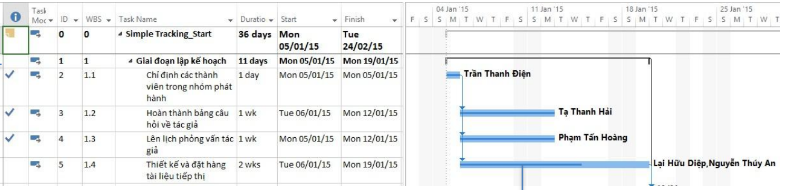 Task
Mod
ID
WBS
Task Name
Duratio
Start
Finish
04 Jan '15
11 Jan '15
18 Jan '15
25 Jan '15
F S S M T W T F S S M T W T F S S M T W T F S S M T W T
0 0 Simple Tracking_Start 36 days Mon 05/01/15 Tue 24/02/15
1 1 Giai đoạn lập kế hoạch 11 days Mon 05/01/15 Mon 19/01/15
2 1.1 Chỉ định các thành 1 day Mon 05/01/15 Mon 05/01/15 Trần Thanh Điện
viên trong nhóm phát
hành
3 1.2 Hoàn thành bảng câu 1 wk Tue 06/01/15 Mon 12/01/15 Tạ Thanh Hải
hỏi về tác giả
4 1.3 Lên lịch phỏng vấn tác 1 wk Mon 05/01/15 Mon 12/01/15 Phạm Tấn Hoàng
giả
5 1.4 Thiết kế và đặt hàng 2 wks Tue 06/01/15 Mon 19/01/15 Lại Hữu Diệp,Nguyễn Thúy An
tài liệu tiếp thị